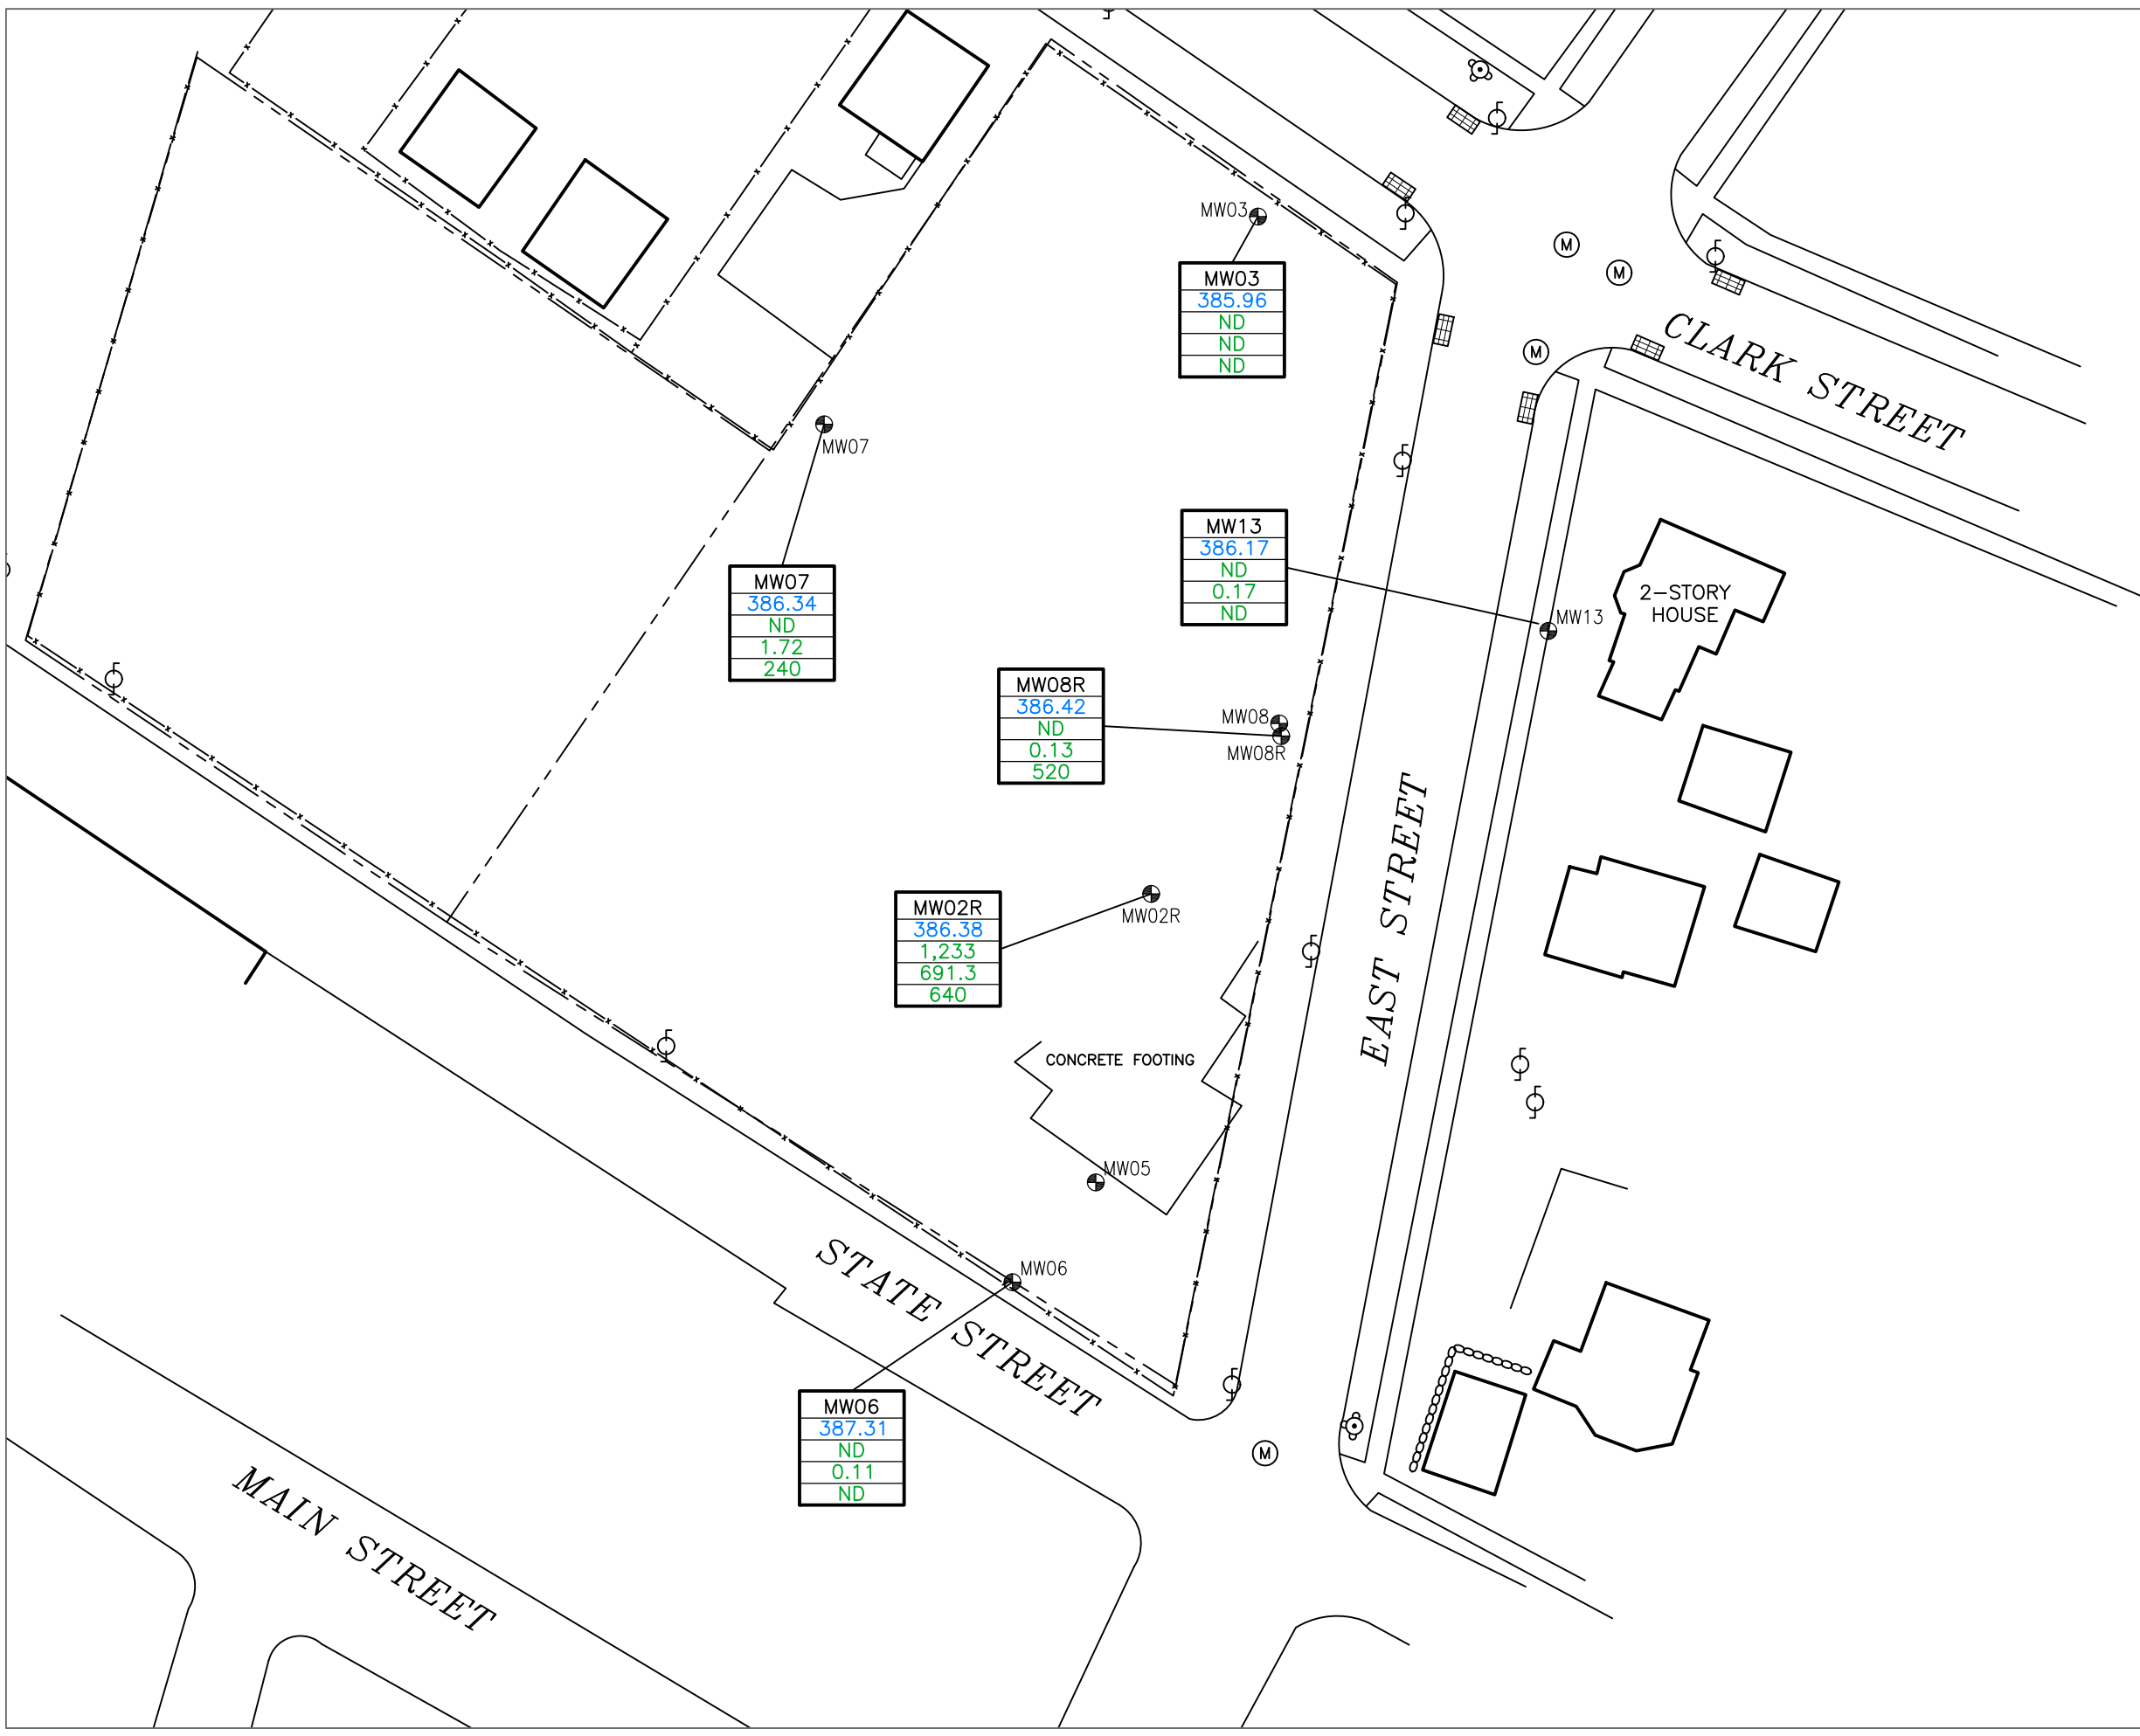 MW03
MW03
385.96
ND
ND
ND
M
M
M
CLARK STREET
MW07
MW07
386.34
ND
1.72
240
MW13
386.17
ND
0.17
ND
MW13
2-STORY
HOUSE
MW08R
386.42
ND
0.13
520
MW08
MW08R
EAST STREET
MW02R
386.38
1,233
691.3
640
MW02R
CONCRETE FOOTING
MW05
MW06
STATE STREET
MW06
387.31
ND
0.11
ND
M
MAIN STREET